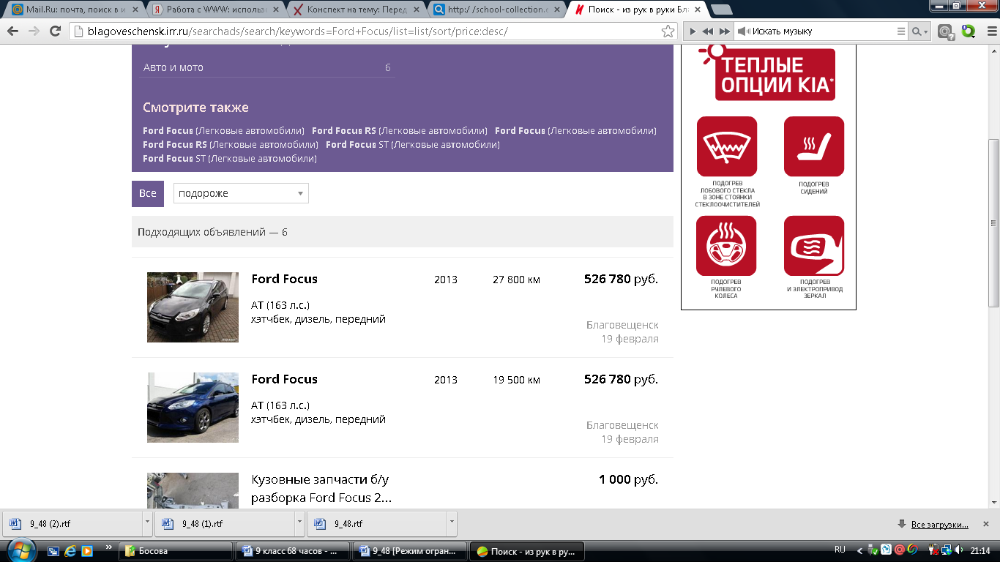 Mail.Ru: почта, поиск в и
Работа с WWW: использ
Конспект на тему: Перед
http://school-collection.e
Поиск - из рук в руки Бла
blagoveschensk.irr.ru/searchads/search/keywords=Ford+Focus/list=list/sort/price:desc/
Искать музыку
Авто и мото 6
Смотрите также
Ford Focus (Легковые автомобили) Ford Focus RS (Легковые автомобили) Ford Focus (Легковые автомобили)
Ford Focus RS (Легковые автомобили) Ford Focus ST (Легковые автомобили)
Ford Focus ST (Легковые автомобили)
Все подороже
Подходящих объявлений — 6
Ford Focus 2013 27 800 км 526 780 руб.
АТ (163 л.с.)
хэтчбек, дизель, передний
Благовещенск
19 февраля
Ford Focus 2013 19 500 км 526 780 руб.
АТ (163 л.с.)
хэтчбек, дизель, передний
Благовещенск
19 февраля
Кузовные запчасти б/у 1 000 руб.
разборка Ford Focus 2...
ТЕПЛЫЕ
ОПЦИИ KIA*
ПОДОГРЕВ
ЛОБОВОГО СТЕКЛА
В ЗОНЕ СТОЯНКИ
СТЕКЛООЧИСТИТЕЛЕЙ
ПОДОГРЕВ
СИДЕНИЙ
ПОДОГРЕВ
РУЛЕВОГО
КОЛЕСА
ПОДОГРЕВ
И ЭЛЕКТРОПРИВОД
ЗЕРКАЛ
9_48 (2).rtf
9_48 (1).rtf
9_48.rtf
Все загрузки...
Босова
9 класс 68 часов - ...
9_48 [Режим огран...
Поиск - из рук в ру...
RU
21:14